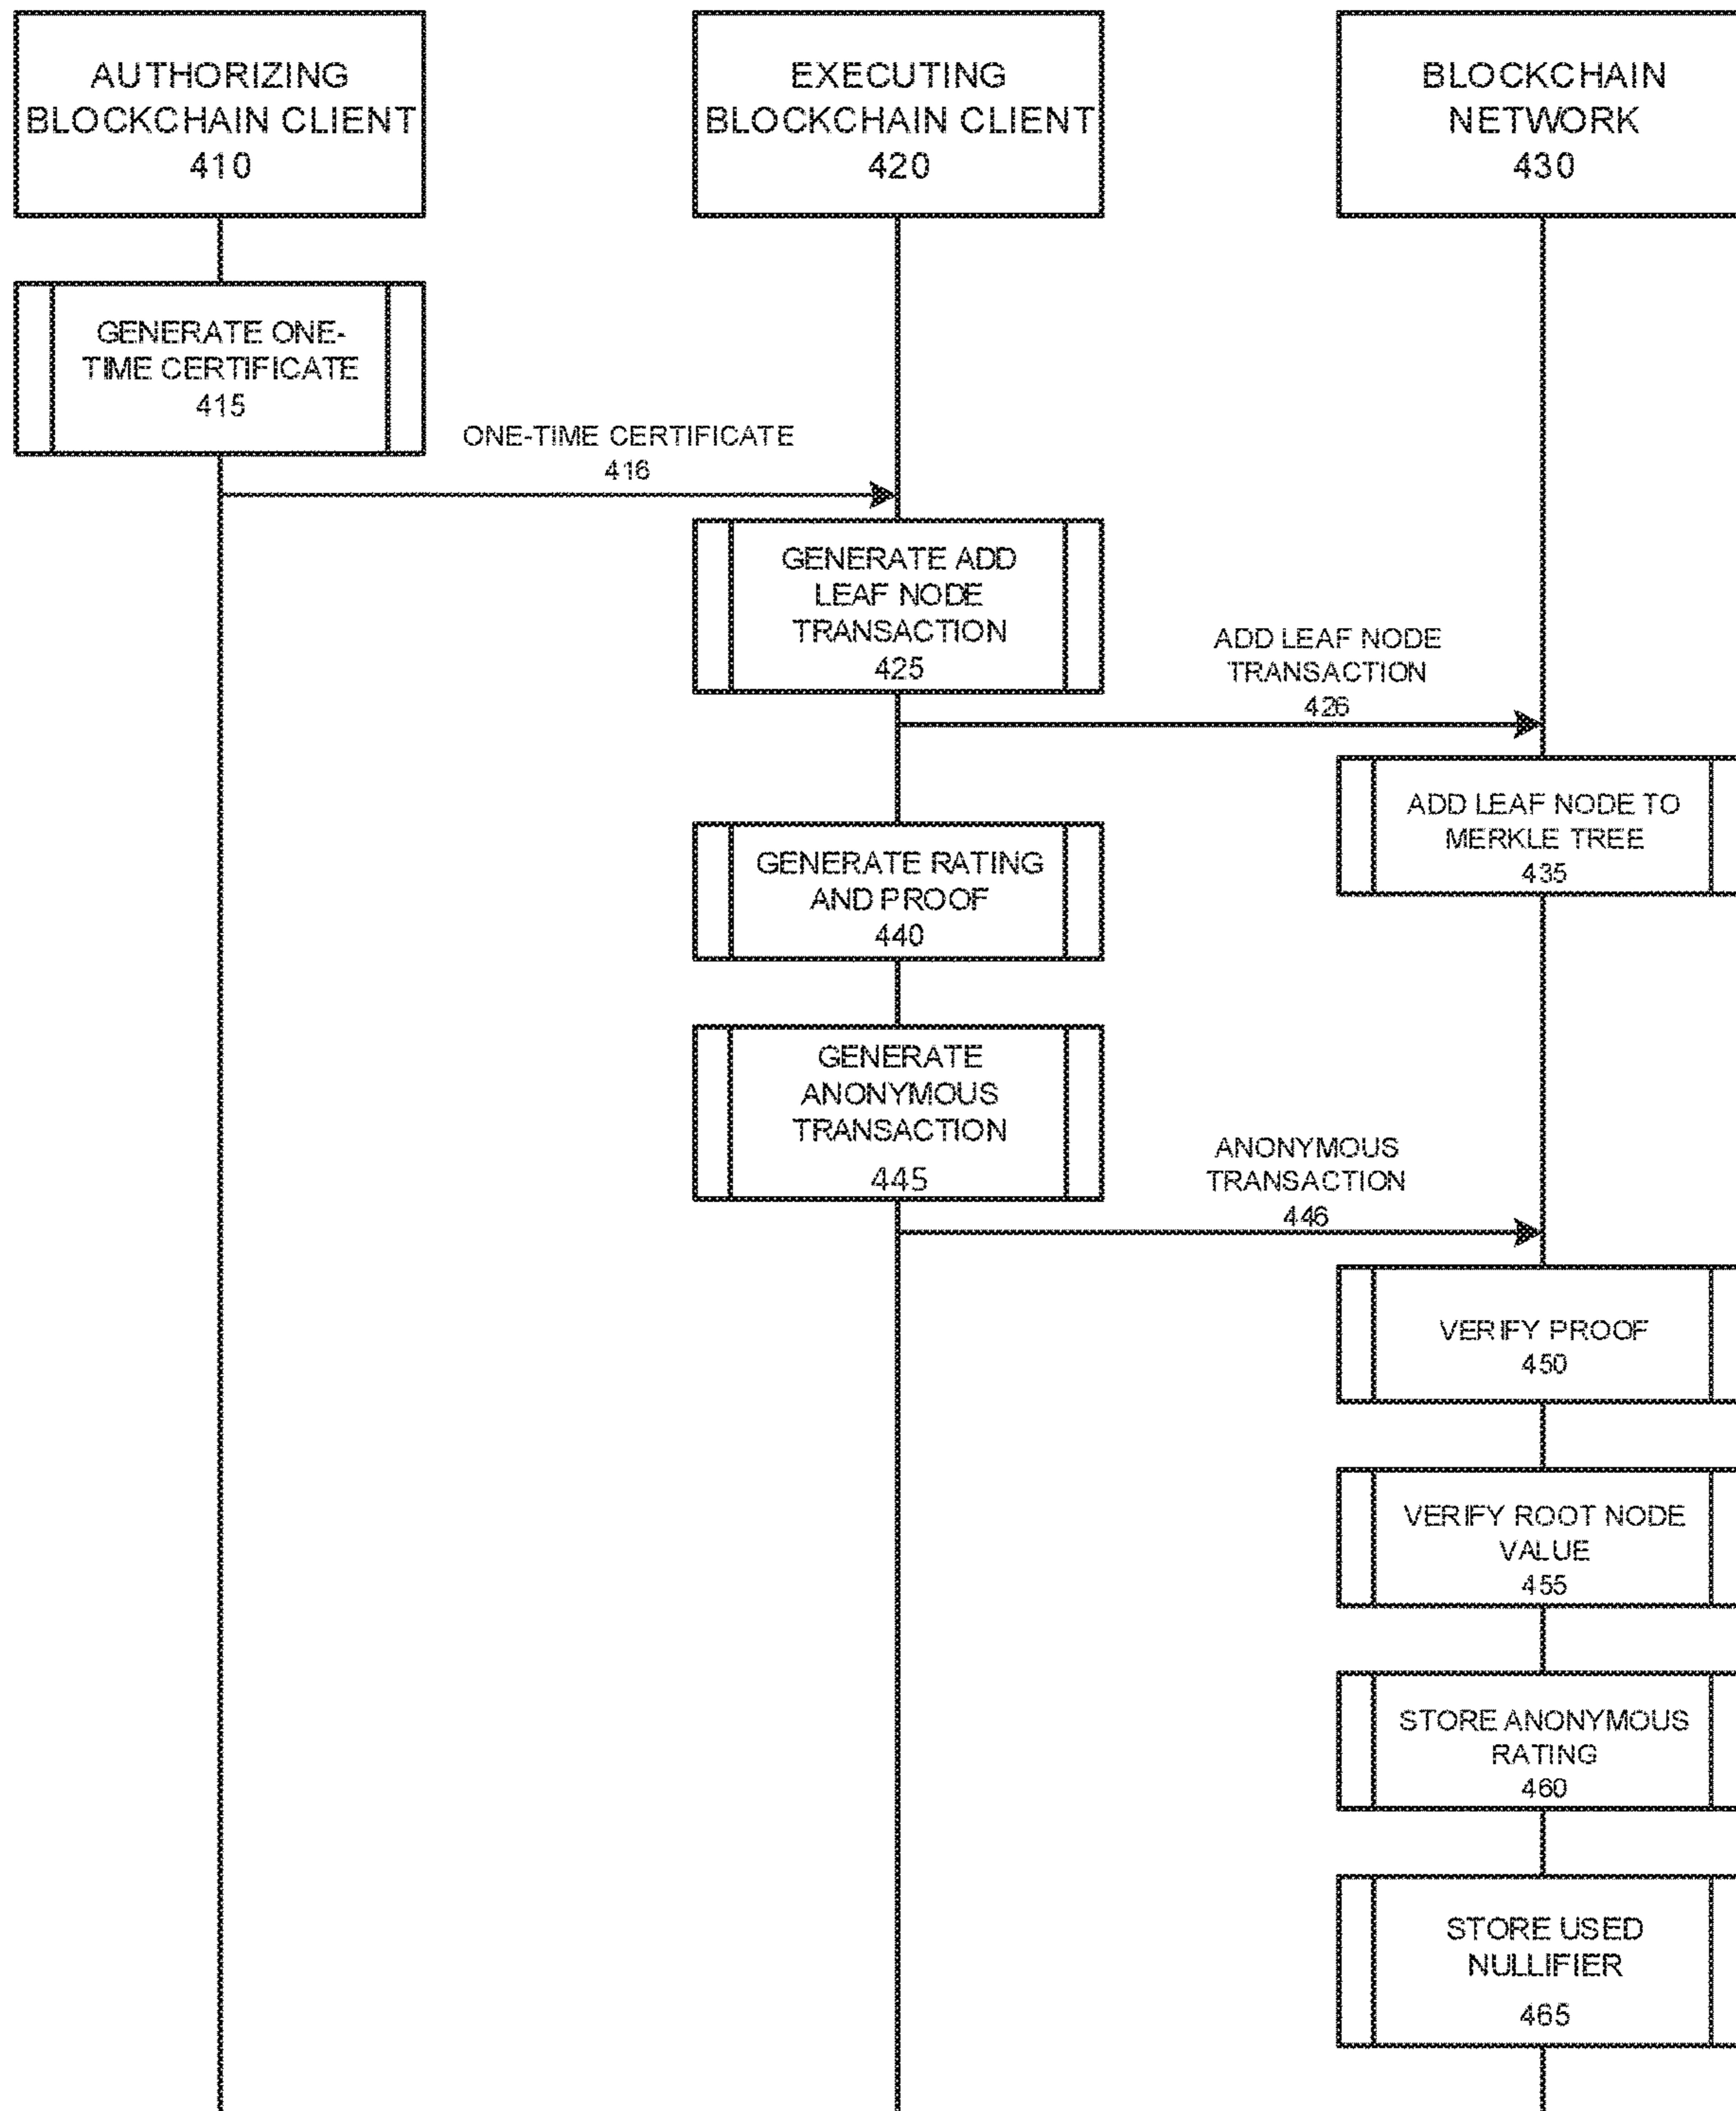 AUTHORIZING
BLOCKCHAIN CLIENT
410
EXECUTING
BLOCKCHAIN CLIENT
420
BLOCKCHAIN
NETWORK
430
GENERATE ONE-
TIME CERTIFICATE
415
ONE-TIME CERTIFICATE
416
GENERATE ADD
LEAF NODE
TRANSACTION
425
ADD LEAF NODE
TRANSACTION
426
ADD LEAF NODE TO
MERKLE TREE
435
GENERATE RATING
AND PROOF
440
GENERATE
ANONYMOUS
TRANSACTION
445
ANONYMOUS
TRANSACTION
446
VERIFY PROOF
450
VERIFY ROOT NODE
VALUE
455
STORE ANONYMOUS
RATING
460
STORE USED
NULLIFIER
465